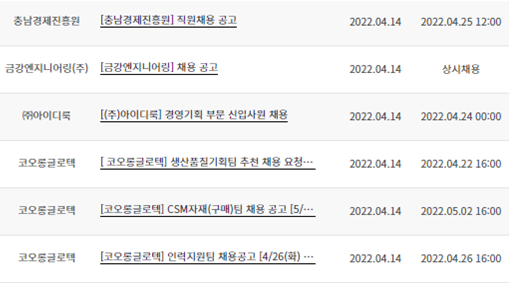 충남경제진흥원 [충남경제진흥원] 직원채용 공고 2022.04.14 2022.04.25 12:00
금강엔지니어링(주) [금강엔지니어링] 채용 공고 2022.04.14 상시채용
㈜아이디룩 [(주)아이디룩] 경영기획 부문 신입사원 채용 2022.04.14 2022.04.24 00:00
코오롱글로텍 [ 코오롱글로텍] 생산품질기획팀 추천 채용 요청… 2022.04.14 2022.04.22 16:00
코오롱글로텍 [코오롱글로텍] CSM자재(구매)팀 채용 공고 [5/… 2022.04.14 2022.05.02 16:00
코오롱글로텍 [코오롱글로텍] 인력지원팀 채용공고 [4/26(화) … 2022.04.14 2022.04.26 16:00